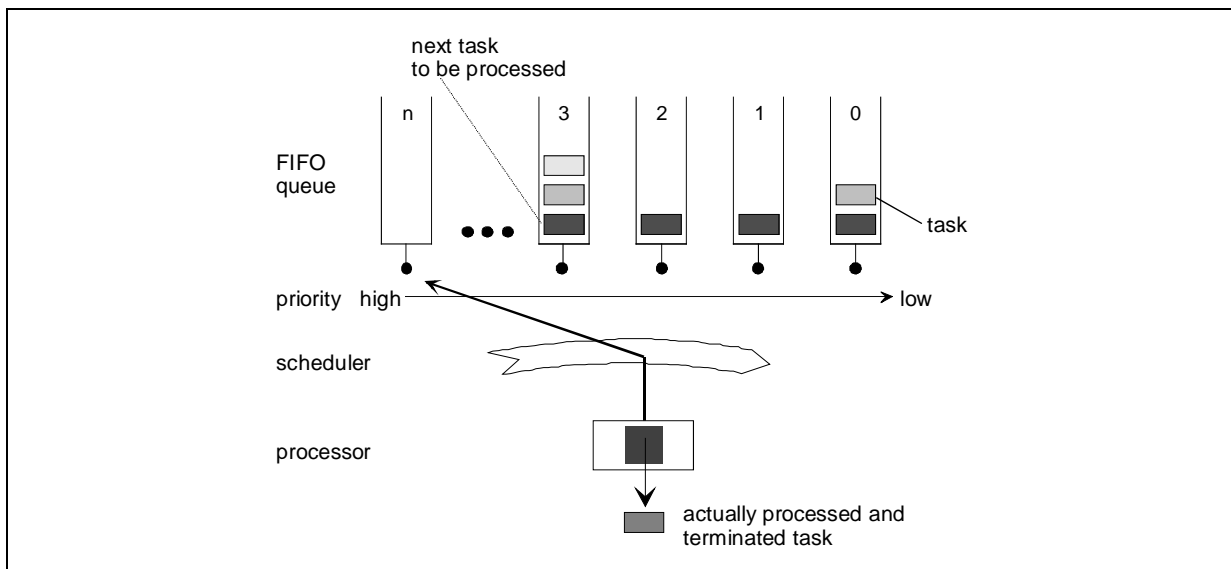 next task
to be processed
n
3
2
1
0
FIFO
queue
task
priority high
low
scheduler
processor
actually processed and
terminated task